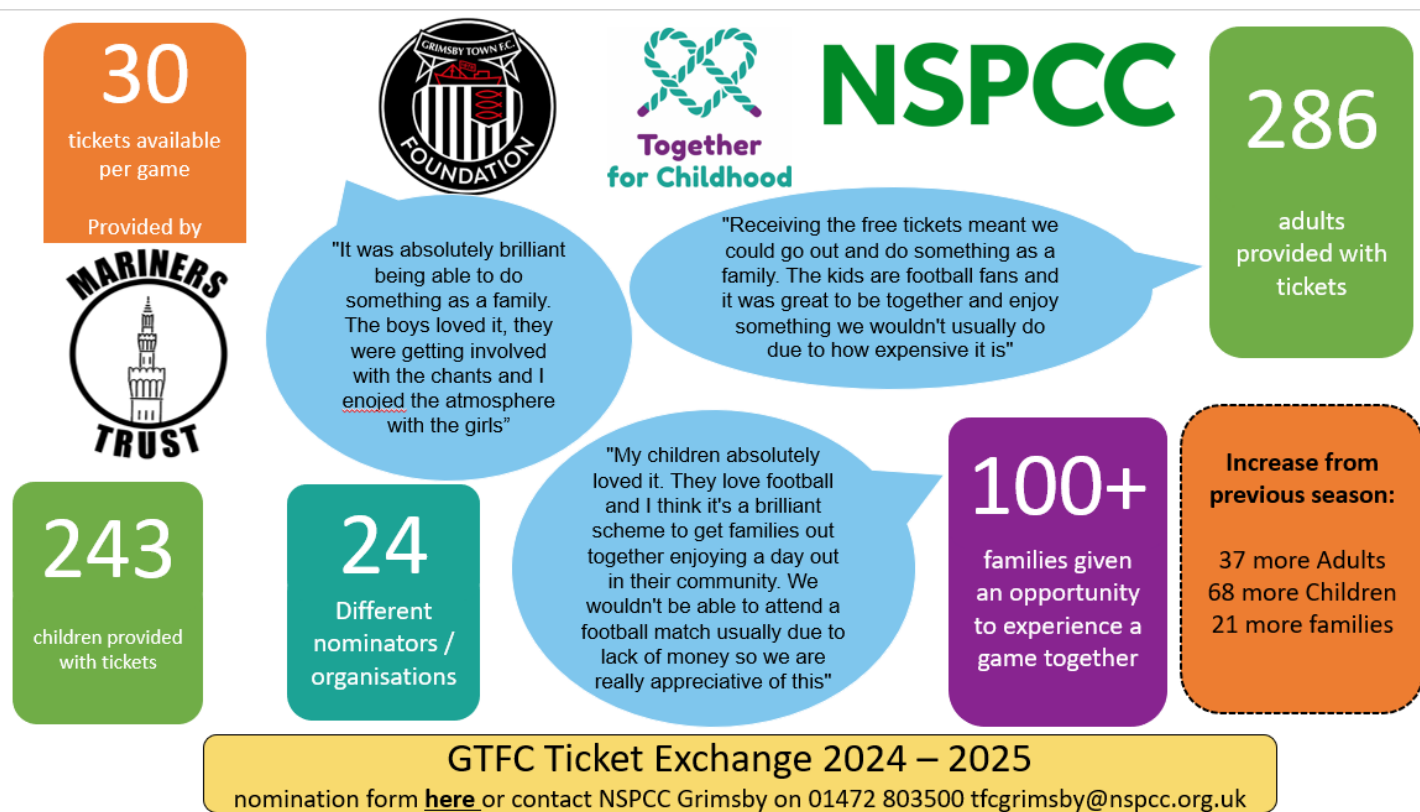 30
tickets available
per game
Provided by
MARINERS
TRUST
GRIMSBY TOWN F.C.
FOUNDATION
Together
for Childhood
NSPCC
286
adults
provided with
tickets
"It was absolutely brilliant
being able to do
something as a family.
The boys loved it, they
were getting involved
with the chants and I
enojed the atmosphere
with the girls”
"Receiving the free tickets meant we
could go out and do something as a
family. The kids are football fans and
it was great to be together and enjoy
something we wouldn't usually do
due to how expensive it is"
243
children provided
with tickets
24
Different
nominators /
organisations
"My children absolutely
loved it. They love football
and I think it's a brilliant
scheme to get families out
together enjoying a day out
in their community. We
wouldn't be able to attend a
football match usually due to
lack of money so we are
really appreciative of this"
100+
families given
an opportunity
to experience a
game together
Increase from
previous season:
37 more Adults
68 more Children
21 more families
GTFC Ticket Exchange 2024 – 2025
nomination form here or contact NSPCC Grimsby on 01472 803500 tfcgrimsby@nspcc.org.uk